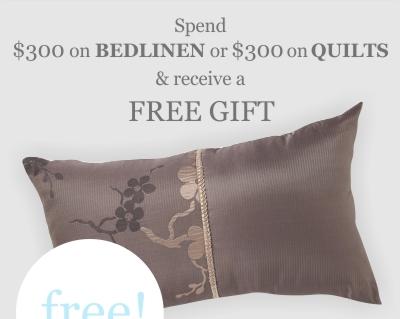 Spend
$300 on BEDLINEN or $300 on QUILTS
& receive a
FREE GIFT
free!